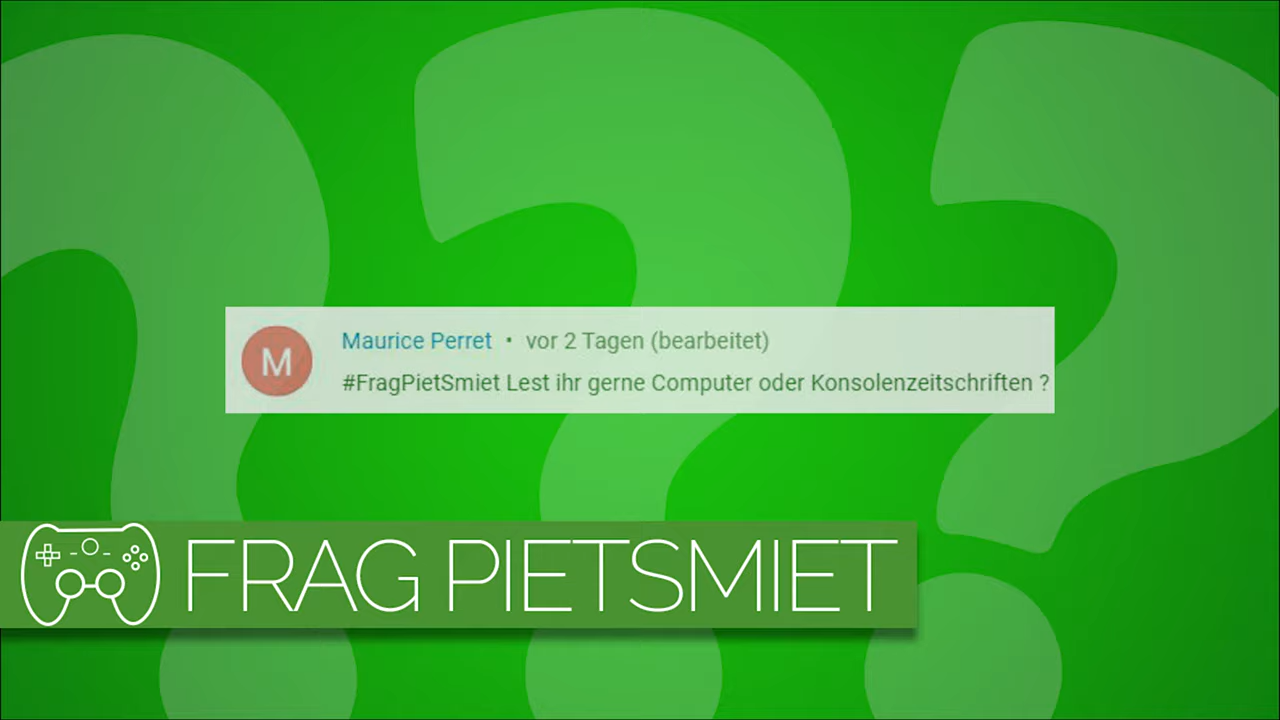 M
Maurice Perret • vor 2 Tagen (bearbeitet)
#FragPietSmiet Lest ihr gerne Computer oder Konsolenzeitschriften ?
FRAG PIETSMIET